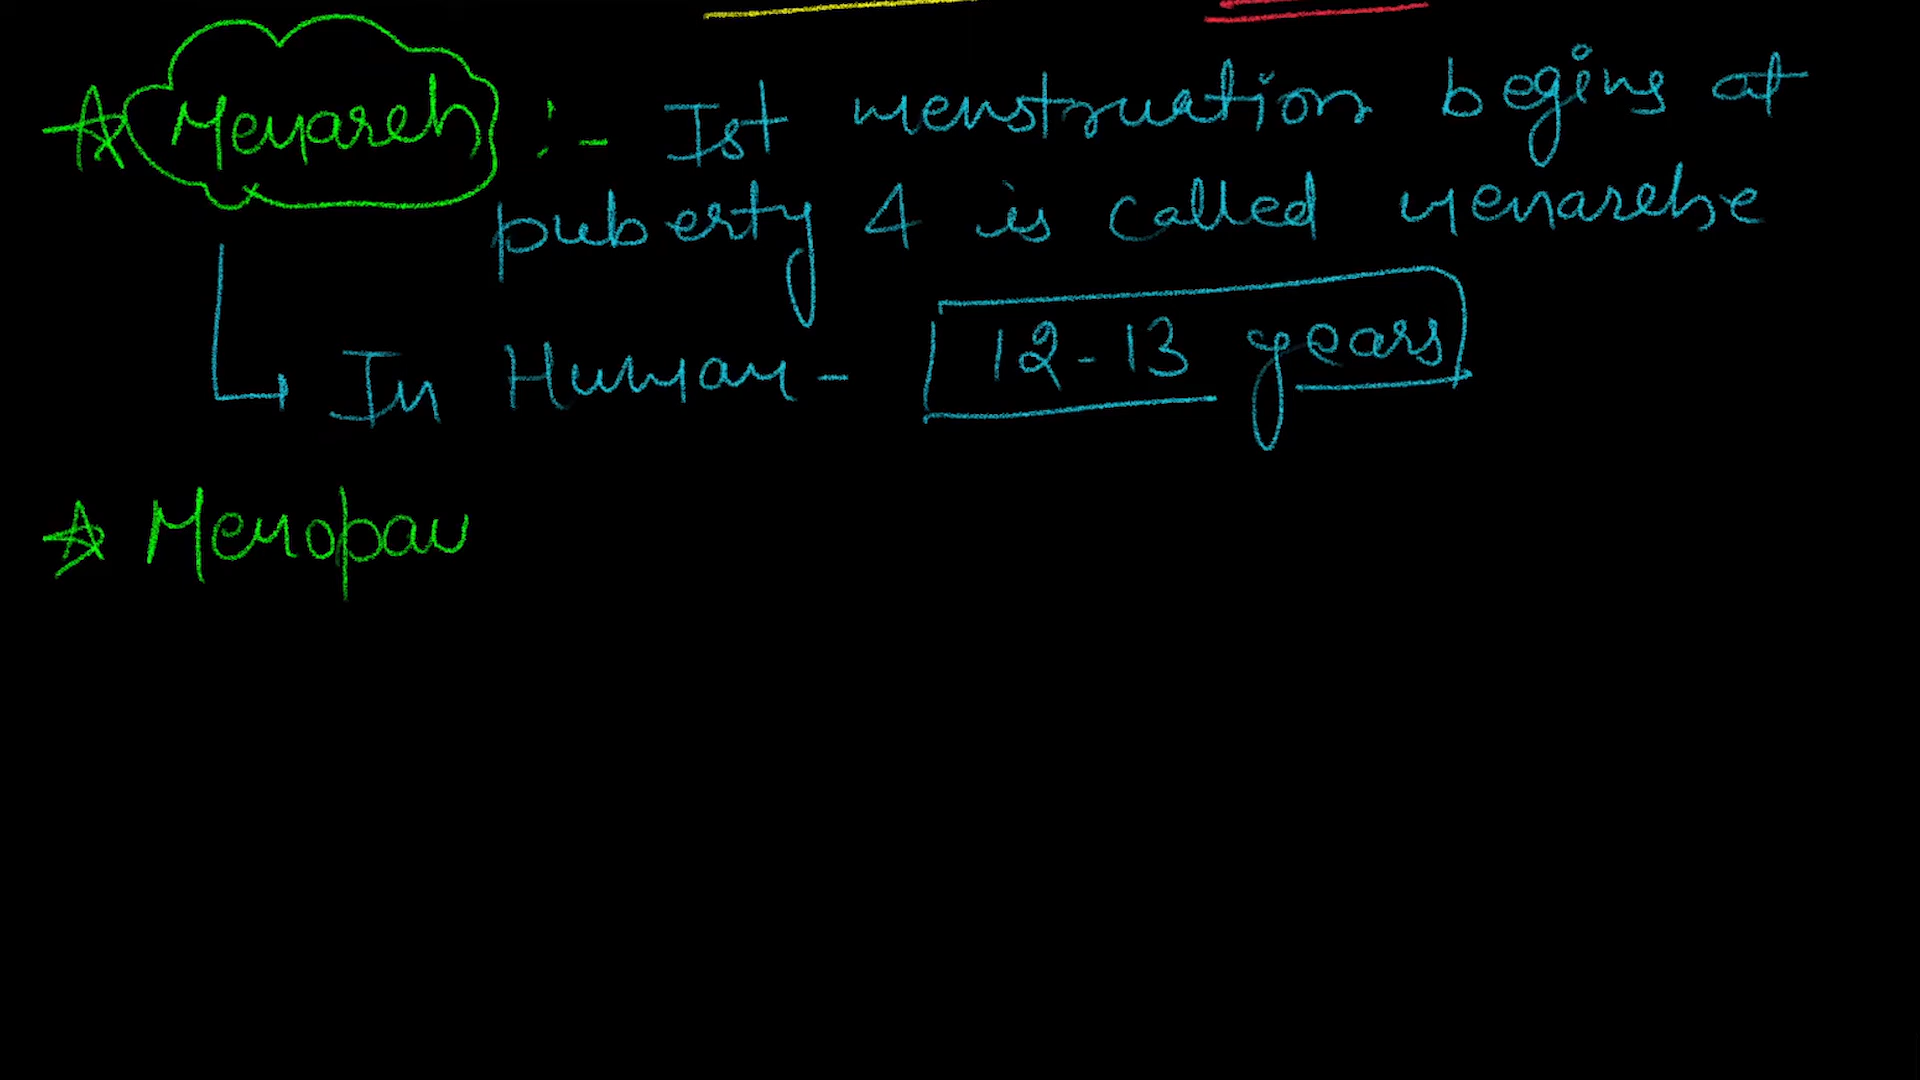 ☆ Menarch :- Ist menstruation begins at
puberty & is called menarche
↳ In Human - 12-13 years
☆ Menopau